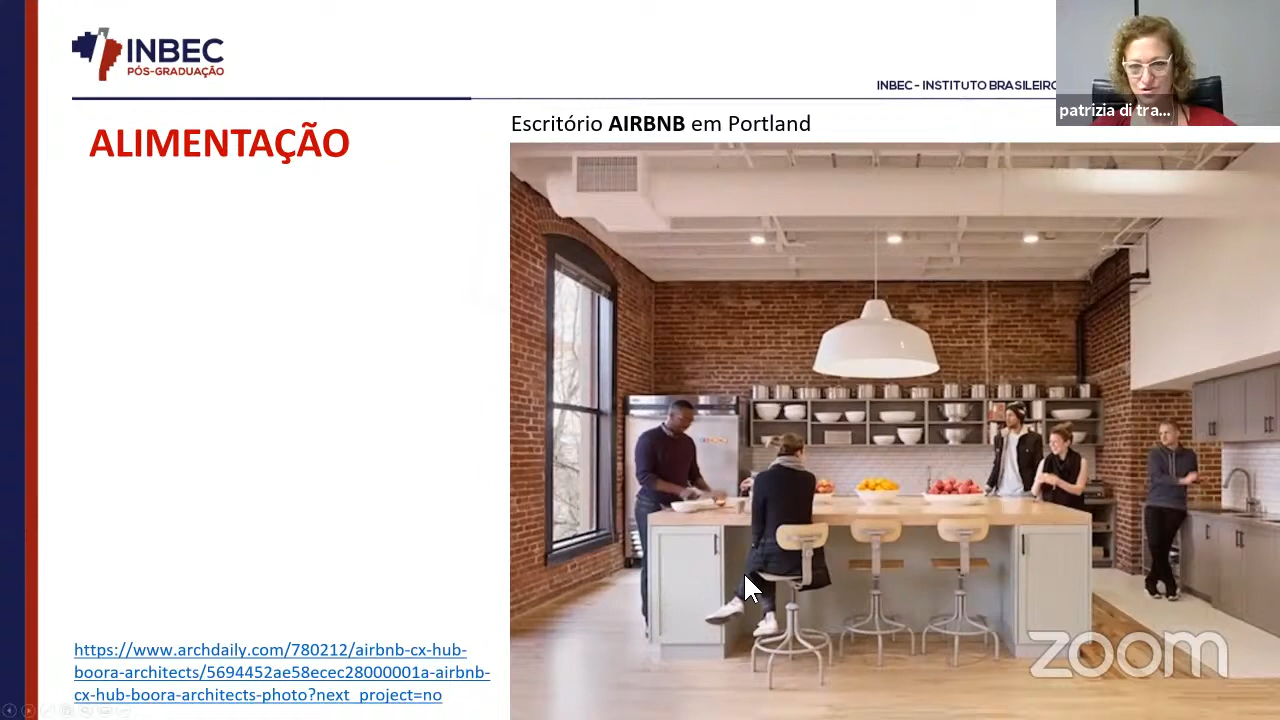 INBEC
PÓS-GRADUAÇÃO
INBEC - INSTITUTO BRASILEIRO
patrizia di tra...
ALIMENTAÇÃO
Escritório AIRBNB em Portland
https://www.archdaily.com/780212/airbnb-cx-hub-
boora-architects/5694452ae58ecec28000001a-airbnb-
cx-hub-boora-architects-photo?next_project=no
zoom